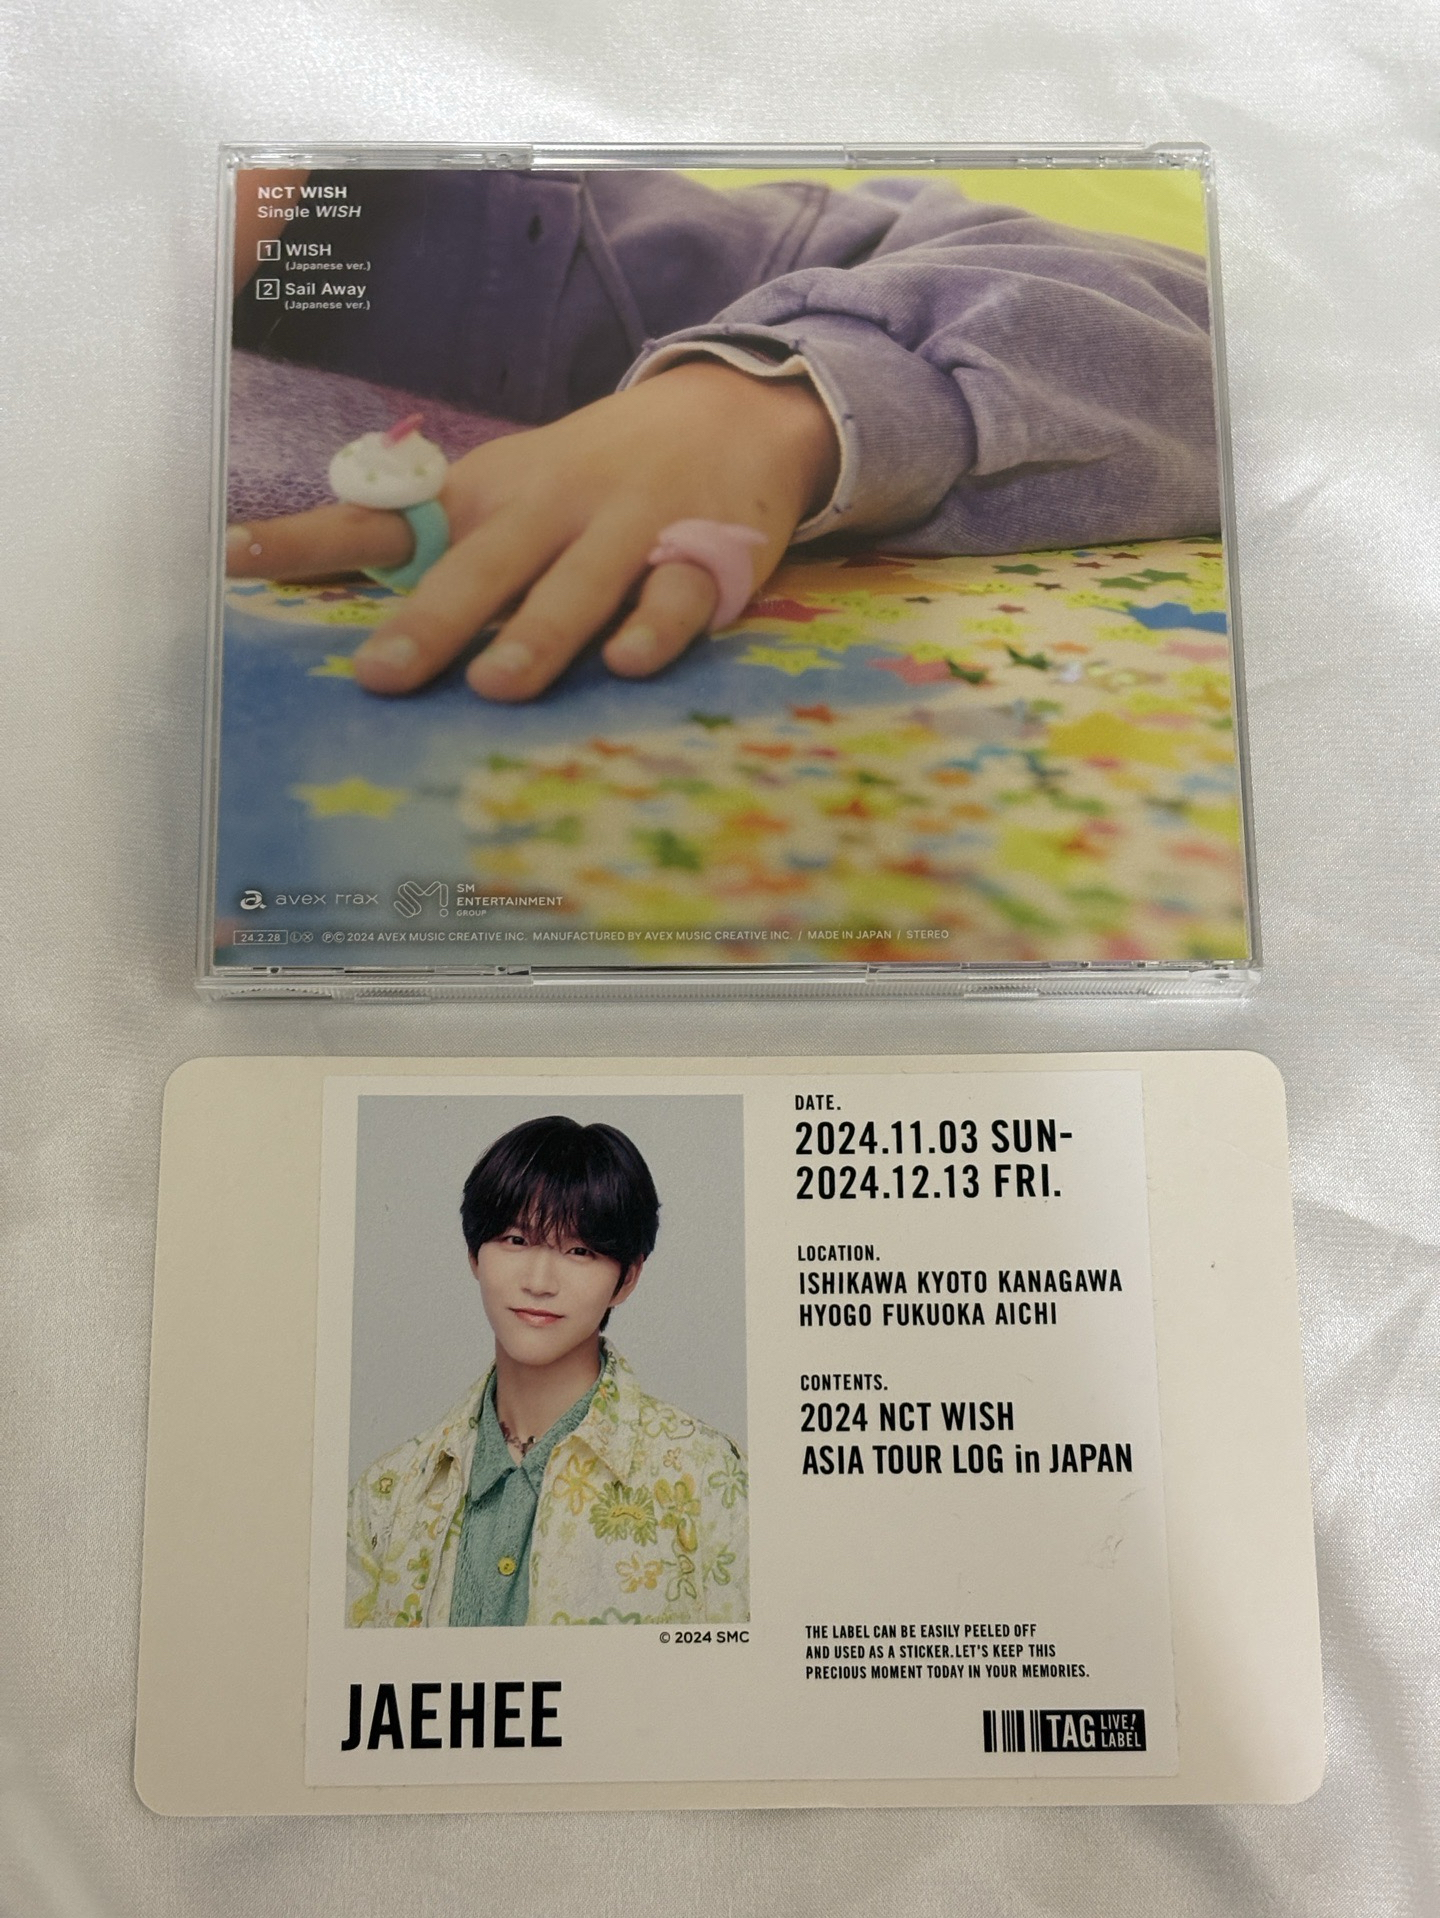 NCT WISH
Single WISH
1 WISH
(Japanese ver.)
2 Sail Away
(Japanese ver.)
a avex trax SM
ENTERTAINMENT
GROUP
24.2.28 Ⓛ Ⓧ ℗© 2024 AVEX MUSIC CREATIVE INC. MANUFACTURED BY AVEX MUSIC CREATIVE INC. / MADE IN JAPAN / STEREO
DATE.
2024.11.03 SUN-
2024.12.13 FRI.
LOCATION.
ISHIKAWA KYOTO KANAGAWA
HYOGO FUKUOKA AICHI
CONTENTS.
2024 NCT WISH
ASIA TOUR LOG in JAPAN
© 2024 SMC
JAEHEE
THE LABEL CAN BE EASILY PEELED OFF
AND USED AS A STICKER. LET'S KEEP THIS
PRECIOUS MOMENT TODAY IN YOUR MEMORIES.
TAG LIVE!
LABEL